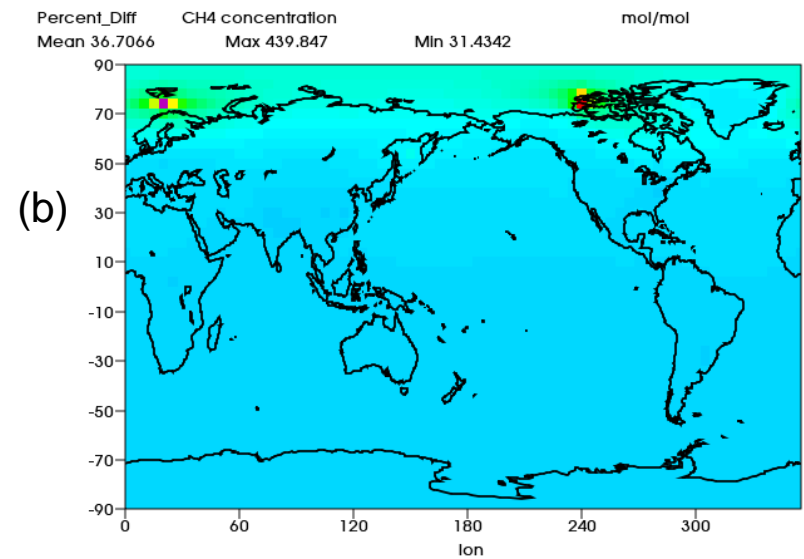 Percent_Diff CH4 concentration mol/mol
Mean 36.7066 Max 439.847 Min 31.4342
(b)
90
70
50
30
10
-10
-30
-50
-70
-90
0 60 120 180 240 300
lon